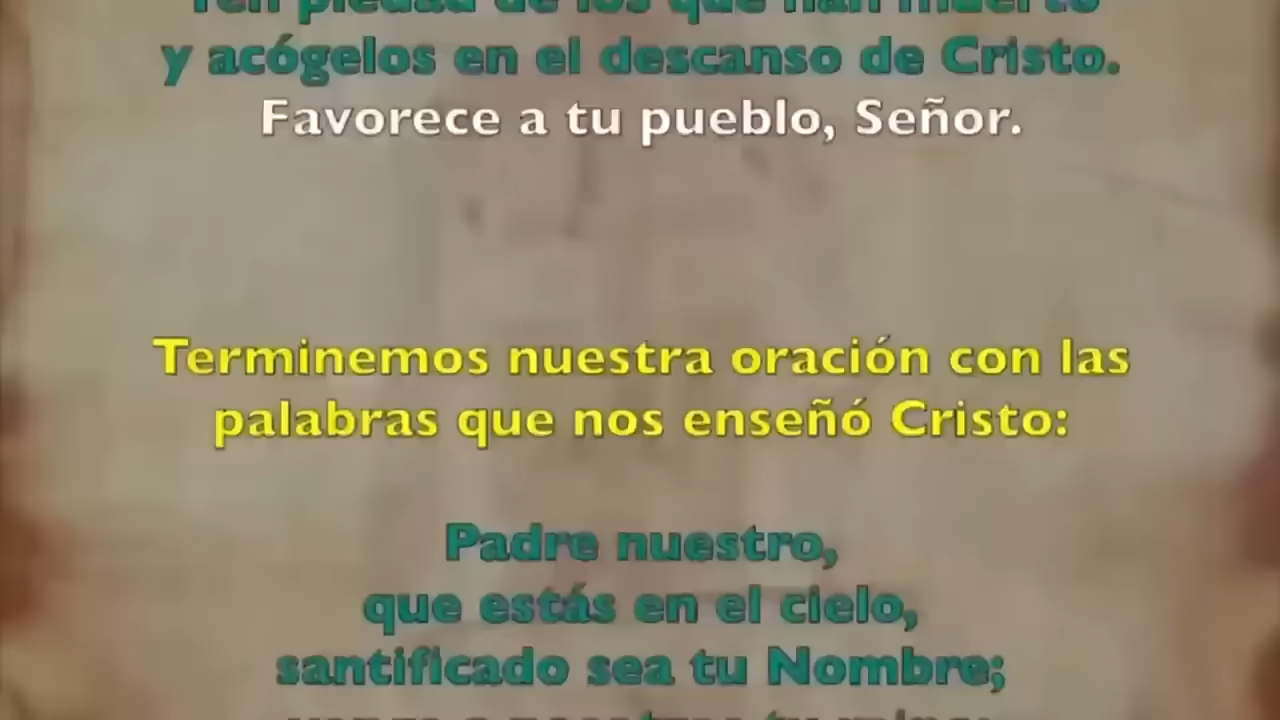 Ten piedad de los que han muerto
y acógelos en el descanso de Cristo.
Favorece a tu pueblo, Señor.
Terminemos nuestra oración con las
palabras que nos enseñó Cristo:
Padre nuestro,
que estás en el cielo,
santificado sea tu Nombre;